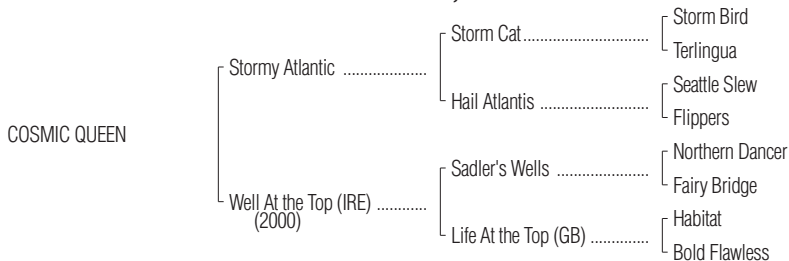 Storm Bird
Storm Cat..............................
Terlingua
Stormy Atlantic ....................
Seattle Slew
Hail Atlantis ..........................
Flippers
COSMIC QUEEN
Northern Dancer
Sadler's Wells ......................
Fairy Bridge
Well At the Top (IRE) ............
(2000)
Habitat
Life At the Top (GB) ..............
Bold Flawless